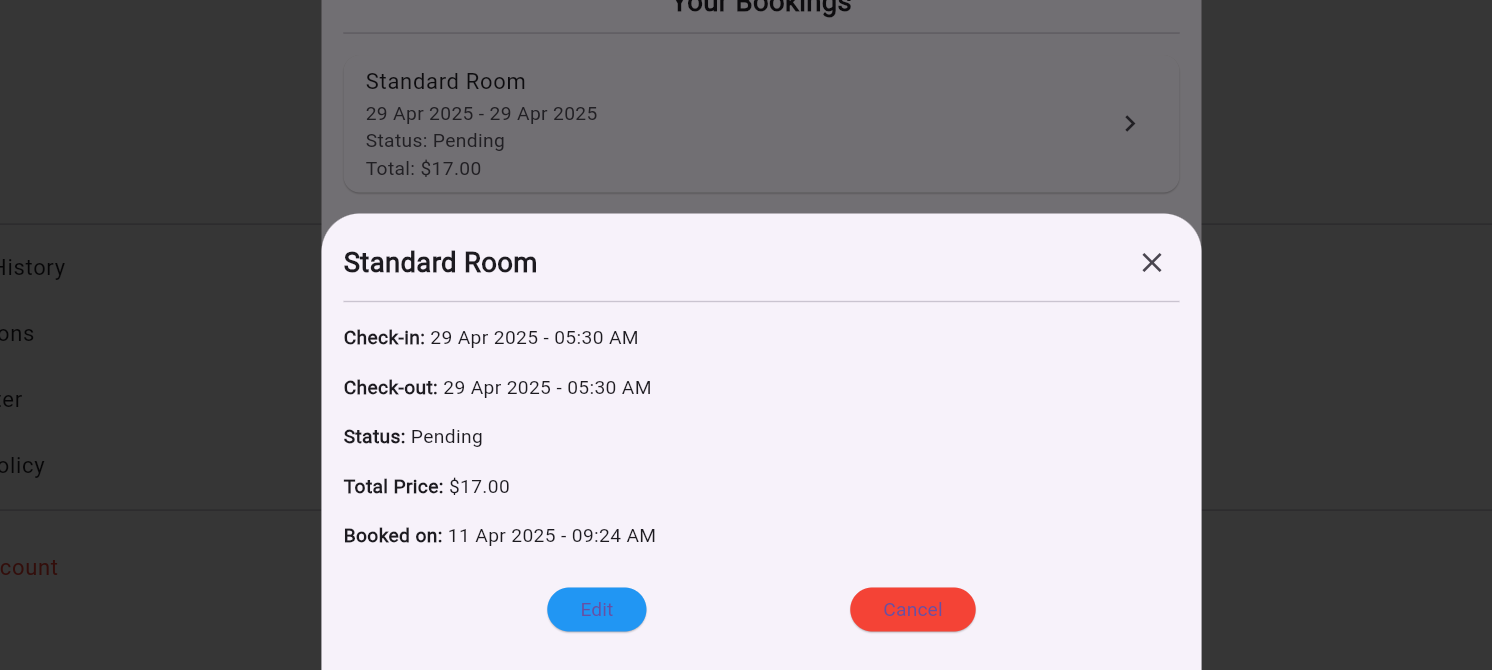 Your Bookings
Standard Room
29 Apr 2025 - 29 Apr 2025
Status: Pending
Total: $17.00
History
ons
ter
olicy
count
Standard Room
Check-in: 29 Apr 2025 - 05:30 AM
Check-out: 29 Apr 2025 - 05:30 AM
Status: Pending
Total Price: $17.00
Booked on: 11 Apr 2025 - 09:24 AM
Edit
Cancel